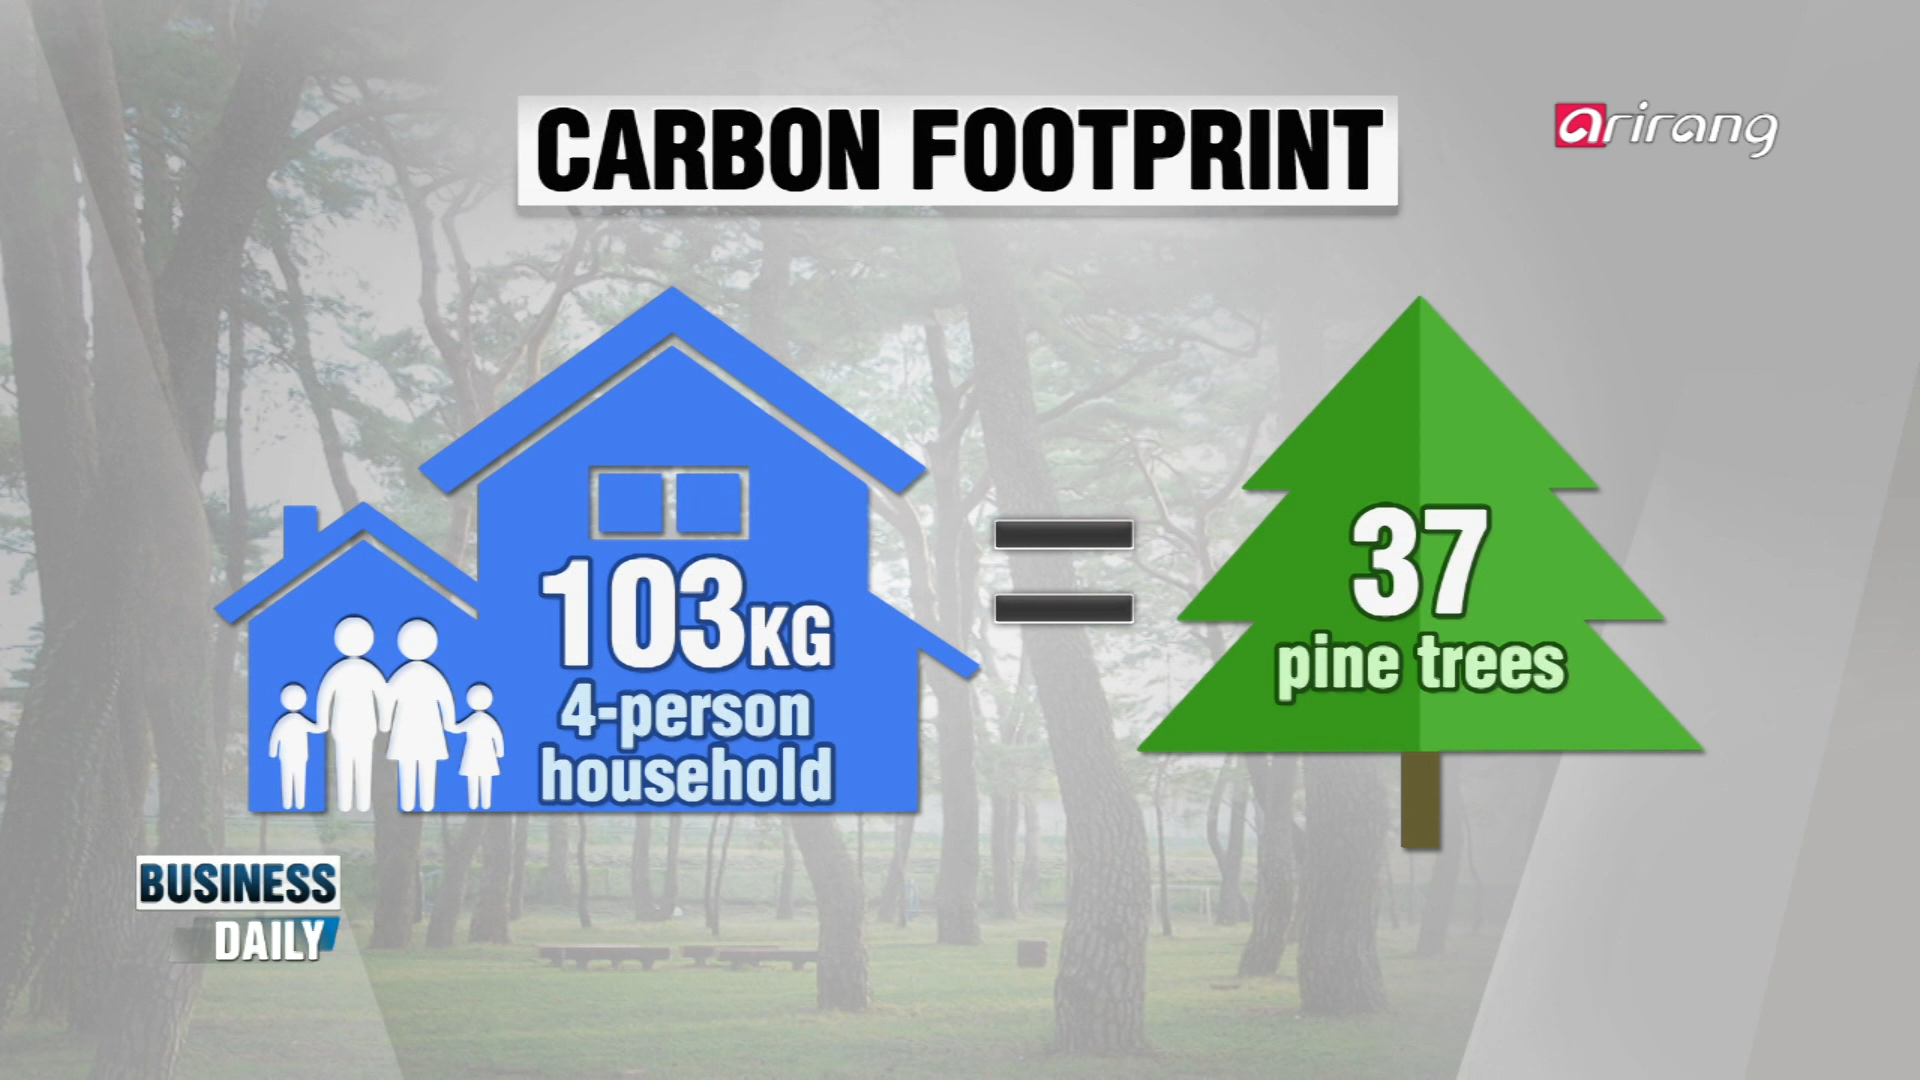 CARBON FOOTPRINT
arirang
103KG
4-person
household
=
37
pine trees
BUSINESS
DAILY